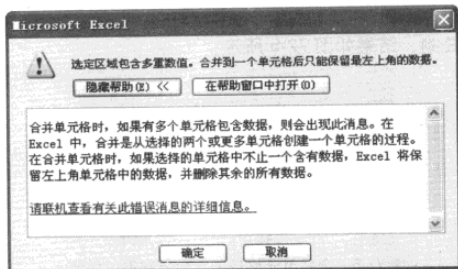 Microsoft Excel
选定区域包含多重数值。合并到一个单元格后只能保留最左上角的数据。
隐藏帮助(E) << 在帮助窗口中打开(O)
合并单元格时，如果有多个单元格包含数据，则会出现此消息。在
Excel 中，合并是从选择的两个或更多单元格创建一个单元格的过程。
在合并单元格时，如果选择的单元格中不止一个含有数据，Excel 将保
留左上角单元格中的数据，并删除其余的所有数据。
请联机查看有关此错误消息的详细信息。
确定 取消